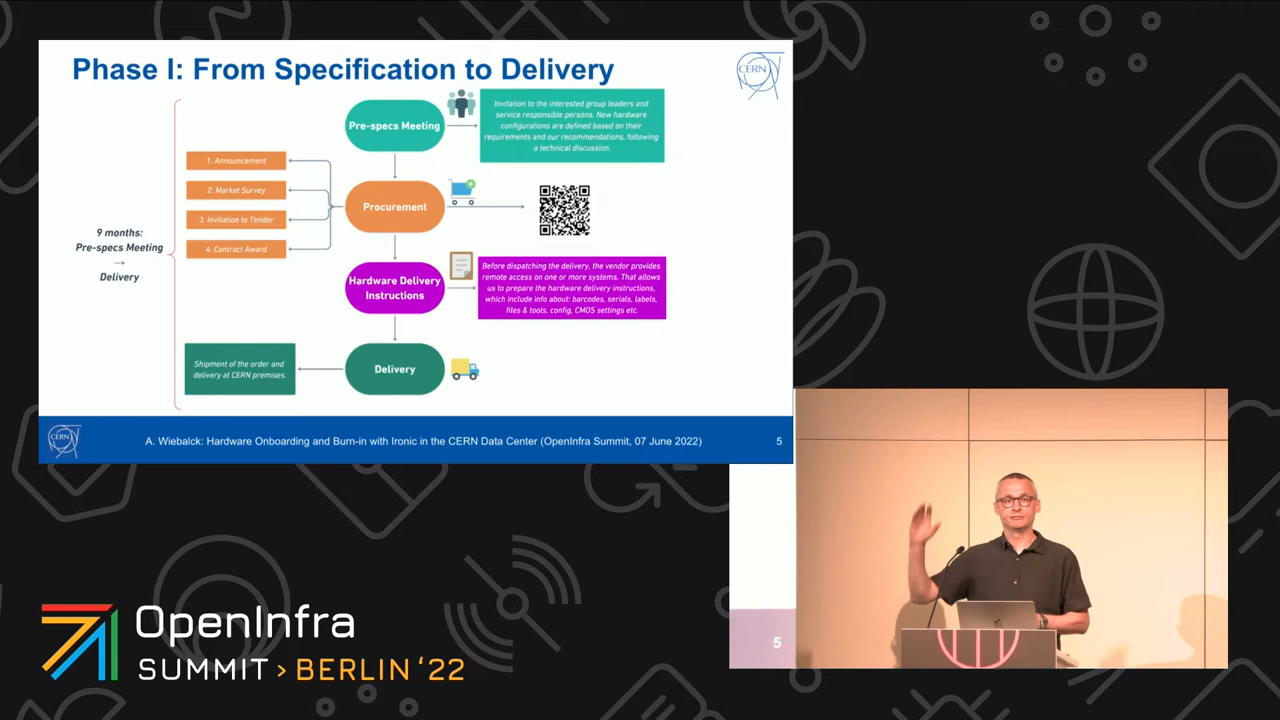 Phase I: From Specification to Delivery
CERN
Pre-specs Meeting
Invitation to the interested group leaders and
service responsible persons. New hardware
configurations are defined based on their
requirements and our recommendations, following
a technical discussion.
1. Announcement
2. Market Survey
3. Invitation to Tender
4. Contract Award
Procurement
9 months:
Pre-specs Meeting
→
Delivery
Hardware Delivery
Instructions
Before dispatching the delivery, the vendor provides
remote access on one or more systems. That allows
us to prepare the hardware delivery instructions,
which include info about: barcodes, serials, labels,
files & tools, config, CMOS settings etc.
Shipment of the order and
delivery at CERN premises.
Delivery
CERN
A. Wiebalck: Hardware Onboarding and Burn-in with Ironic in the CERN Data Center (OpenInfra Summit, 07 June 2022)
5
5
OpenInfra
SUMMIT > BERLIN ‘22